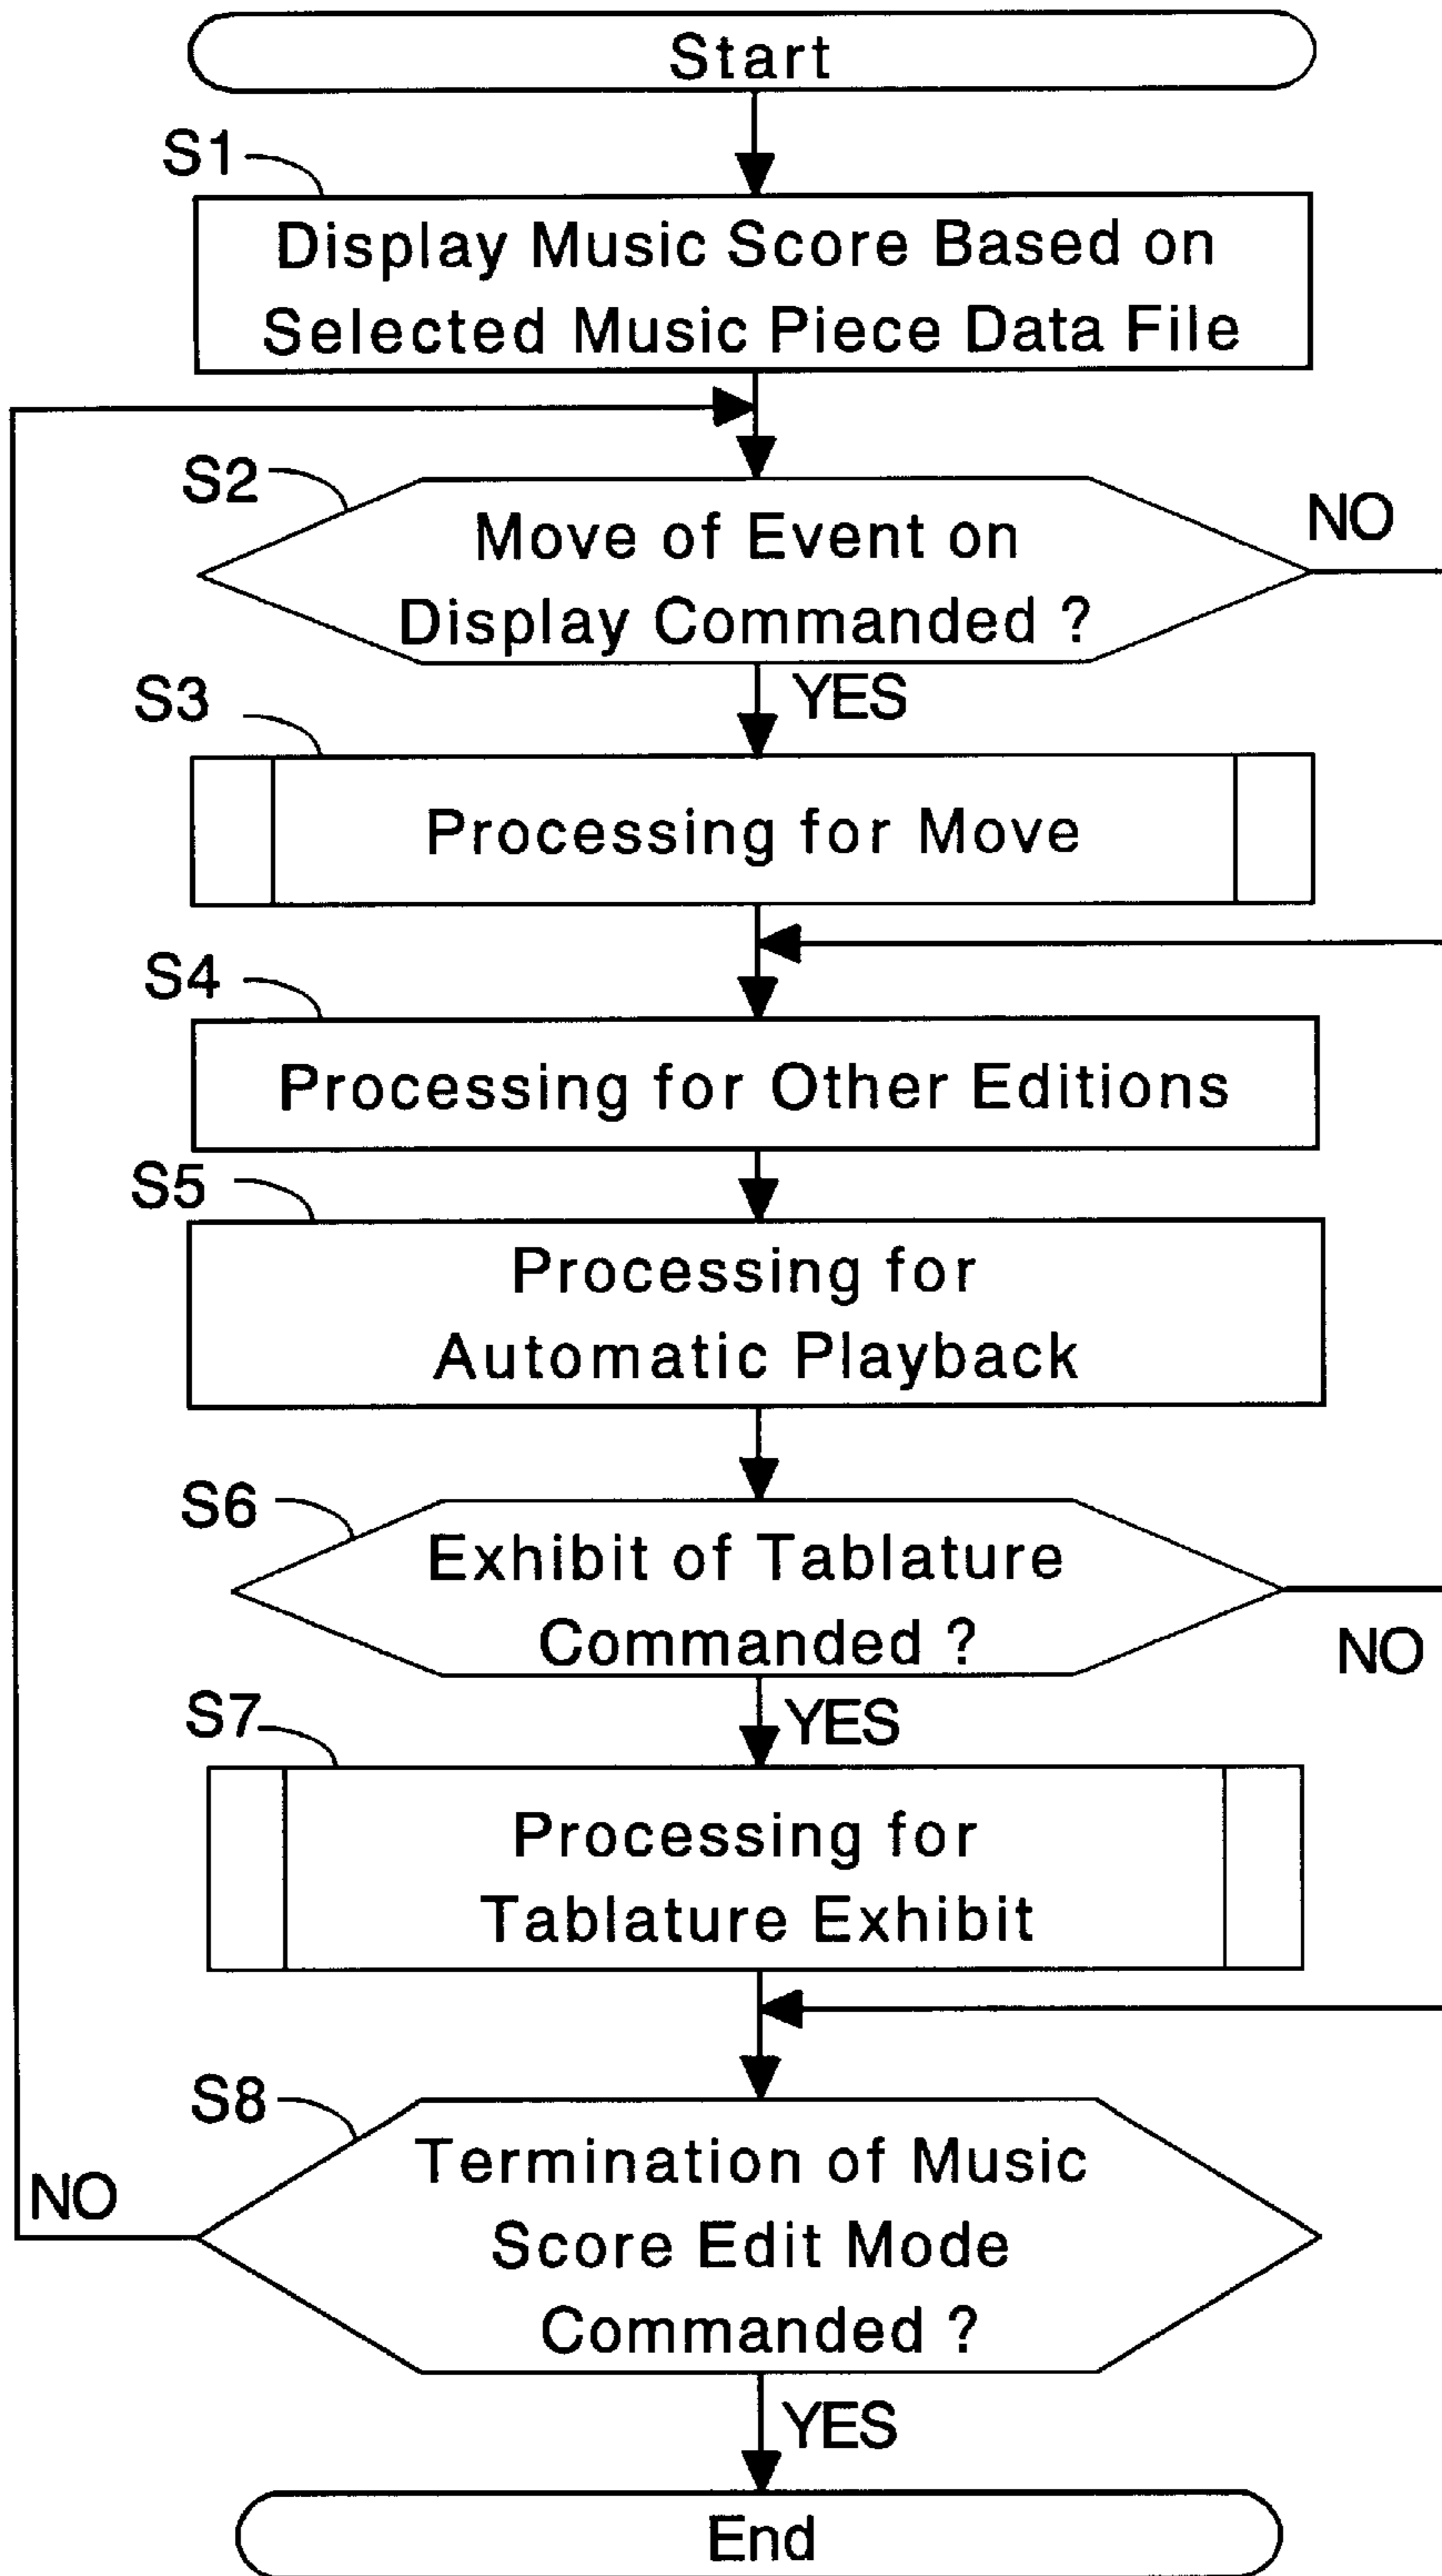 Start
S1
Display Music Score Based on
Selected Music Piece Data File
S2
Move of Event on
Display Commanded ?
NO
YES
S3
Processing for Move
S4
Processing for Other Editions
S5
Processing for
Automatic Playback
S6
Exhibit of Tablature
Commanded ?
NO
YES
S7
Processing for
Tablature Exhibit
S8
Termination of Music
Score Edit Mode
Commanded ?
NO
YES
End